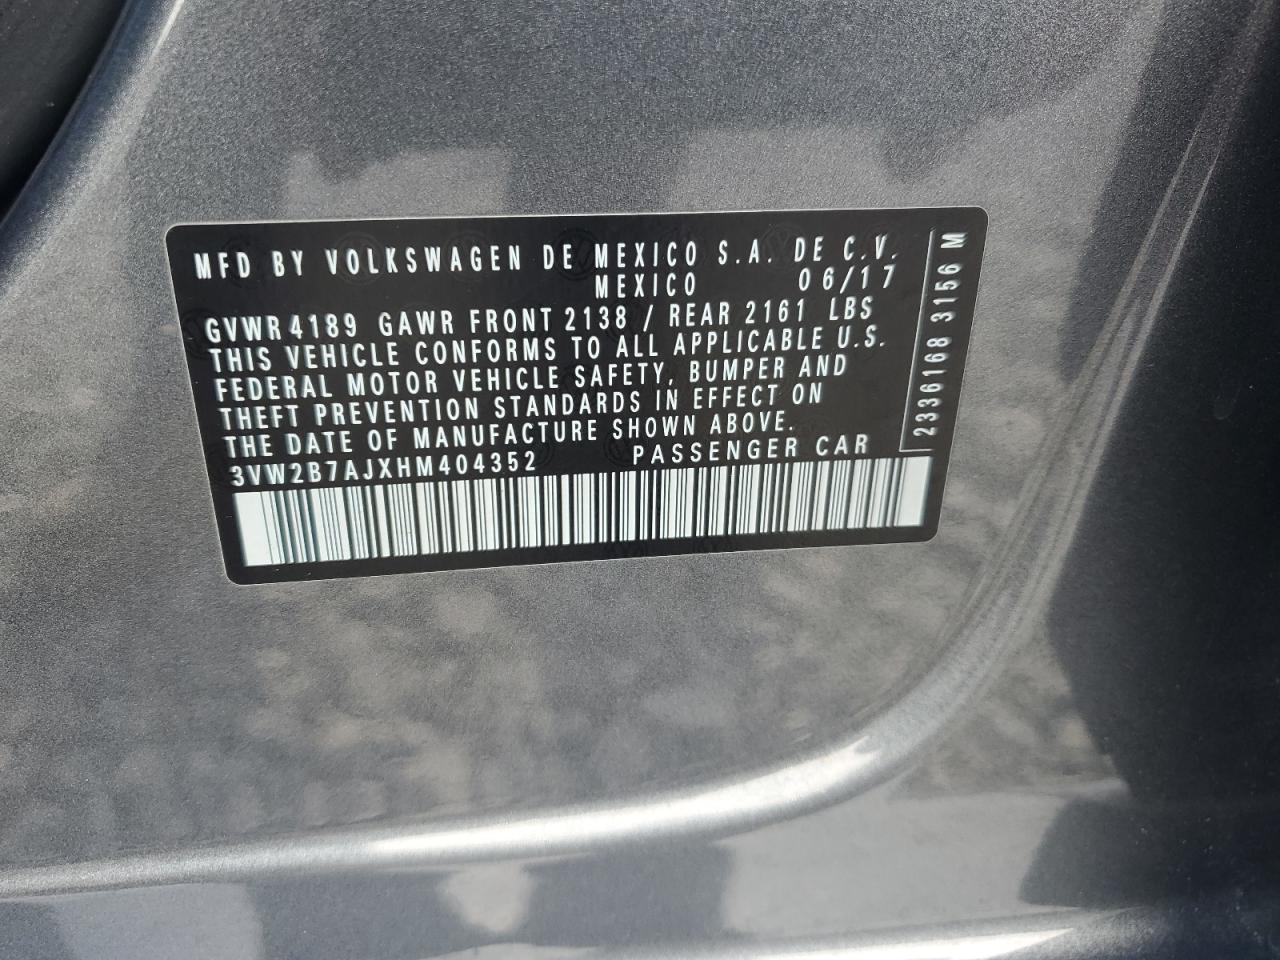 MFD BY VOLKSWAGEN DE MEXICO S.A. DE C.V.
MEXICO 06/17
GVWR 4189 GAWR FRONT 2138 / REAR 2161 LBS
THIS VEHICLE CONFORMS TO ALL APPLICABLE U.S.
FEDERAL MOTOR VEHICLE SAFETY, BUMPER AND
THEFT PREVENTION STANDARDS IN EFFECT ON
THE DATE OF MANUFACTURE SHOWN ABOVE.
3VW2B7AJXHM404352 PASSENGER CAR
2336168 3156 M